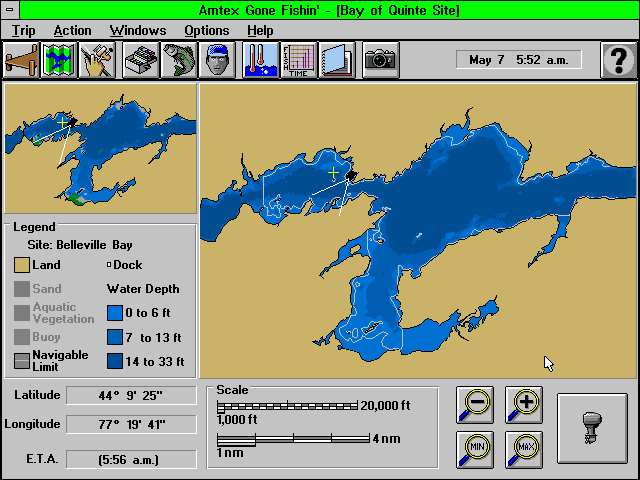 Amtex Gone Fishin' - [Bay of Quinte Site]
Trip Action Windows Options Help
FISH TIME May 7 5:52 a.m. ?
Legend
Site: Belleville Bay
Land Dock
Sand Water Depth
Aquatic Vegetation 0 to 6 ft
Buoy 7 to 13 ft
Navigable Limit 14 to 33 ft
Latitude 44° 9' 25"
Longitude 77° 19' 41"
E.T.A. (5:56 a.m.)
Scale
20,000 ft
1,000 ft
4 nm
1 nm
MIN MAX